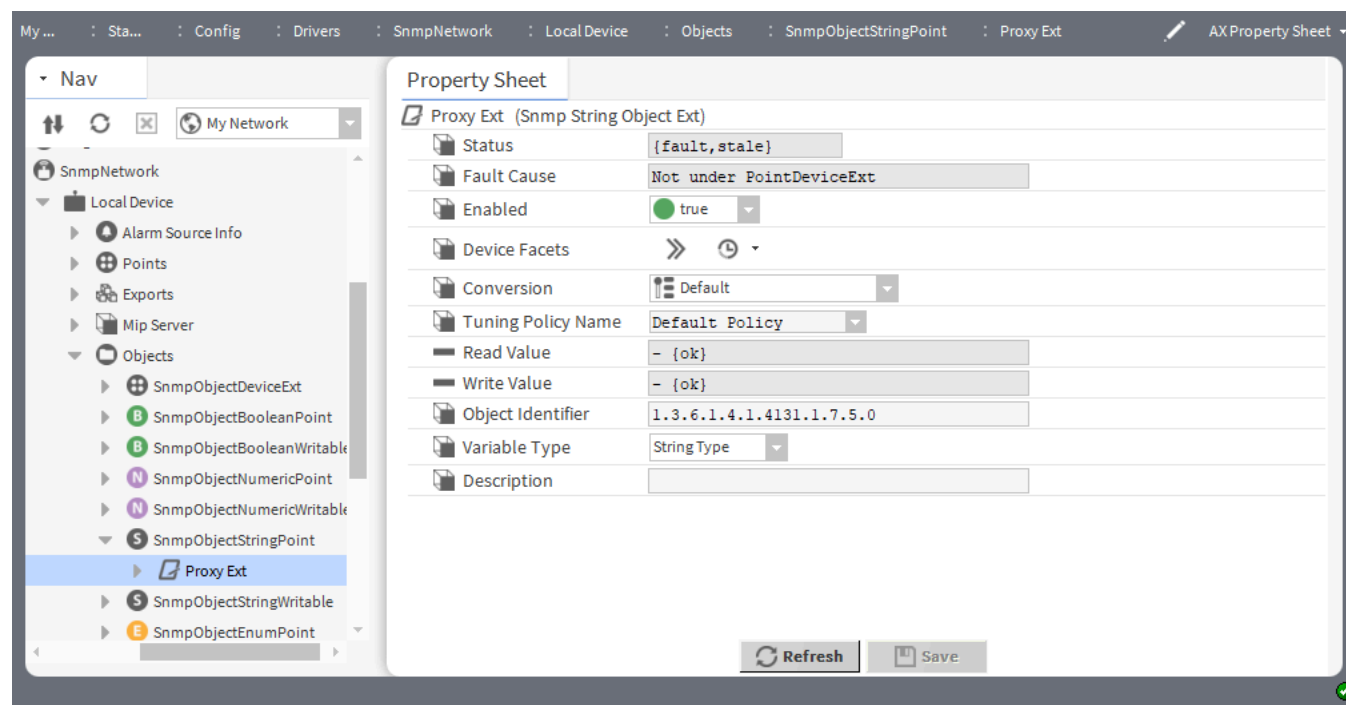 My ... : Sta... : Config : Drivers : SnmpNetwork : Local Device : Objects : SnmpObjectStringPoint : Proxy Ext AX Property Sheet
Nav
My Network
SnmpNetwork
Local Device
Alarm Source Info
Points
Exports
Mip Server
Objects
SnmpObjectDeviceExt
B SnmpObjectBooleanPoint
B SnmpObjectBooleanWritable
N SnmpObjectNumericPoint
N SnmpObjectNumericWritable
S SnmpObjectStringPoint
Proxy Ext
S SnmpObjectStringWritable
E SnmpObjectEnumPoint
Property Sheet
Proxy Ext (Snmp String Object Ext)
Status {fault,stale}
Fault Cause Not under PointDeviceExt
Enabled true
Device Facets
Conversion Default
Tuning Policy Name Default Policy
Read Value - {ok}
Write Value - {ok}
Object Identifier 1.3.6.1.4.1.4131.1.7.5.0
Variable Type String Type
Description
Refresh Save